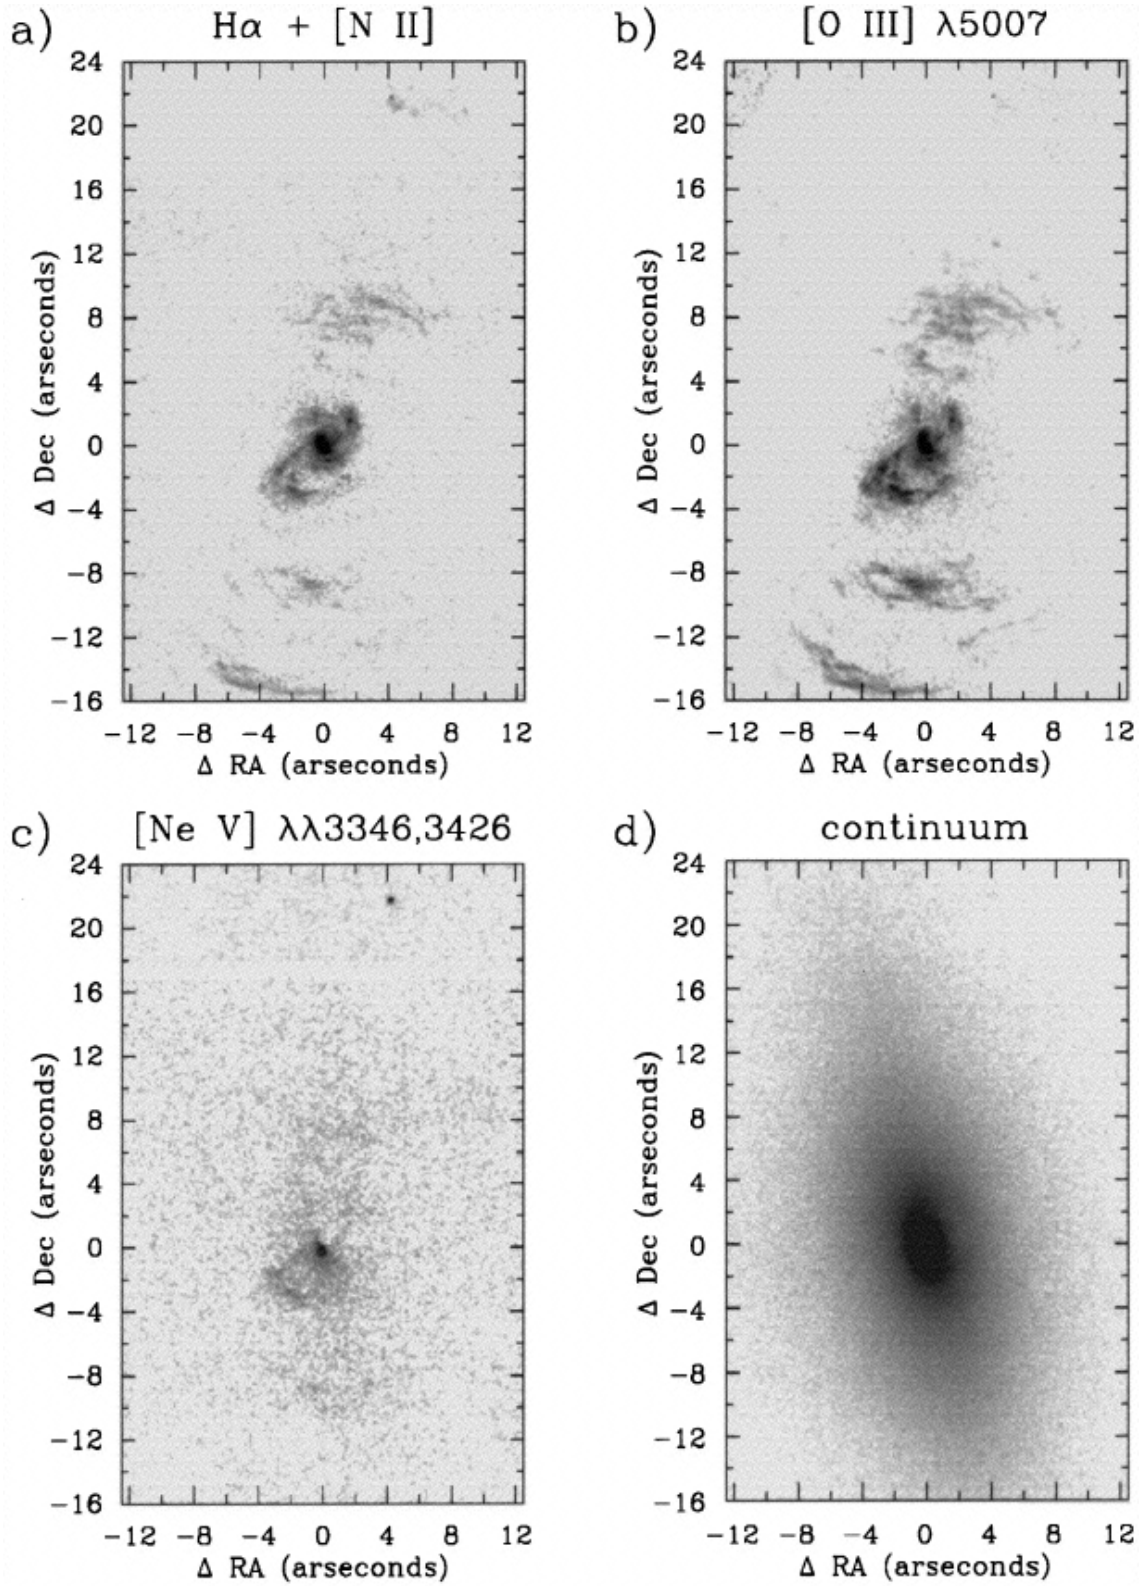 a) Hα + [N II]
24
20
16
12
8
4
0
−4
−8
−12
−16
Δ Dec (arseconds)
−12 −8 −4 0 4 8 12
Δ RA (arseconds)
b) [O III] λ5007
24
20
16
12
8
4
0
−4
−8
−12
−16
Δ Dec (arseconds)
−12 −8 −4 0 4 8 12
Δ RA (arseconds)
c) [Ne V] λλ3346,3426
24
20
16
12
8
4
0
−4
−8
−12
−16
Δ Dec (arseconds)
−12 −8 −4 0 4 8 12
Δ RA (arseconds)
d) continuum
24
20
16
12
8
4
0
−4
−8
−12
−16
Δ Dec (arseconds)
−12 −8 −4 0 4 8 12
Δ RA (arseconds)